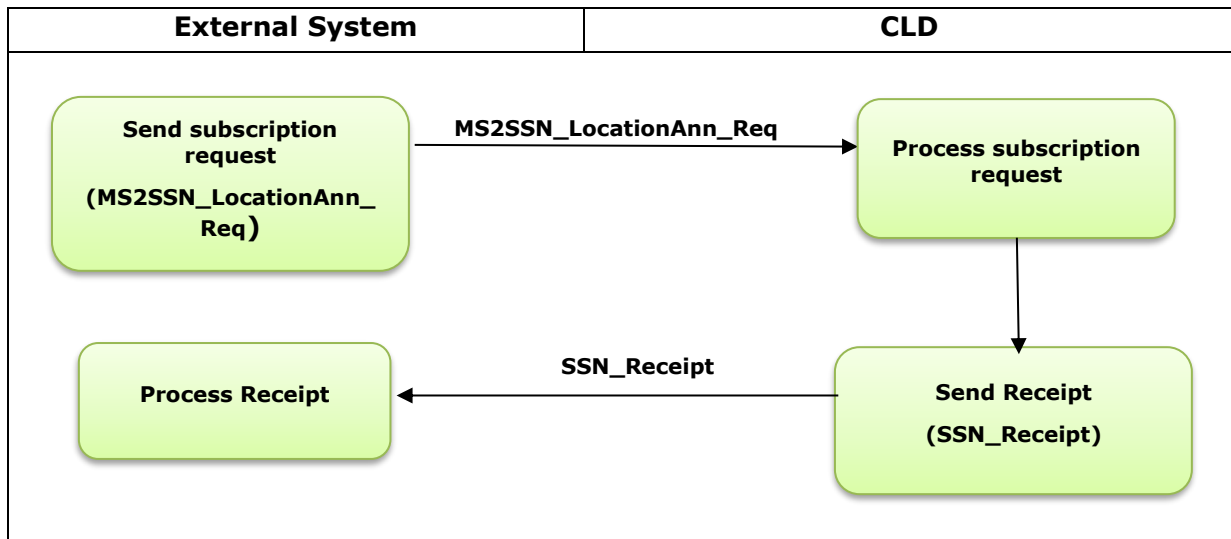 External System
CLD
Send subscription
request
(MS2SSN_LocationAnn_
Req)
MS2SSN_LocationAnn_Req
Process subscription
request
Process Receipt
SSN_Receipt
Send Receipt
(SSN_Receipt)